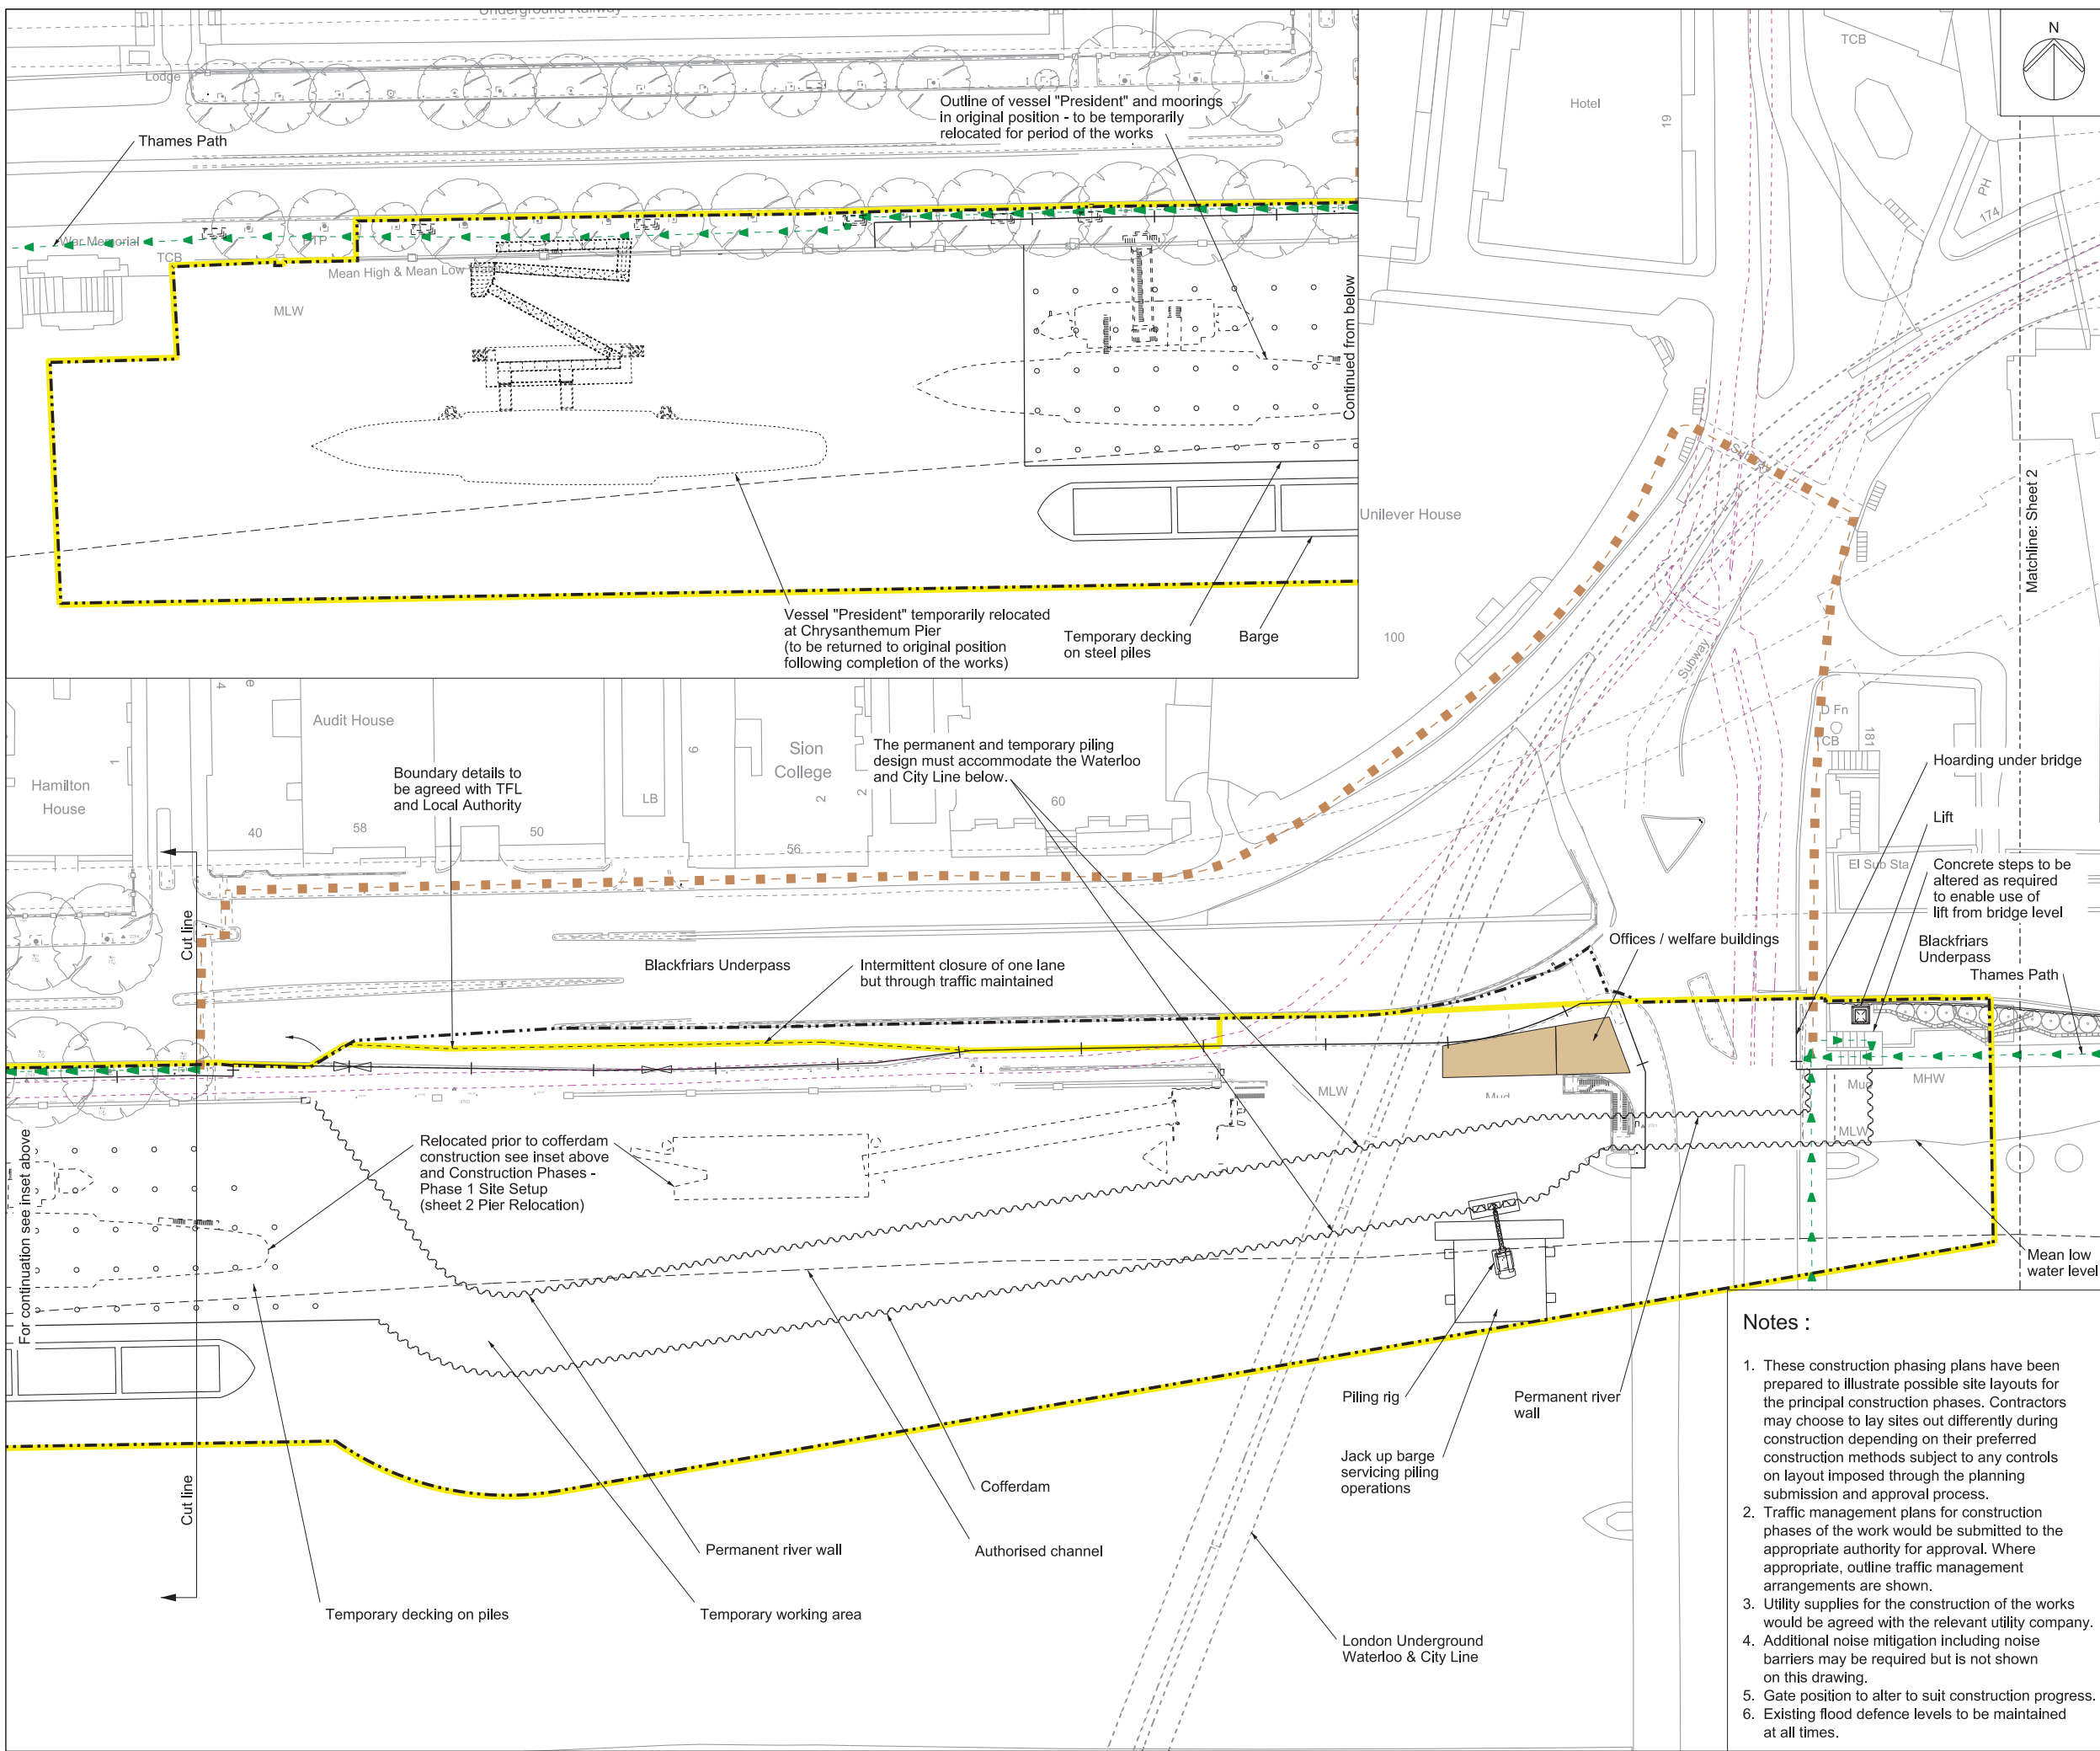 Underground Railway
Lodge
Thames Path
Outline of vessel "President" and moorings
in original position - to be temporarily
relocated for period of the works
War Memorial
TCB
PTP
Mean High & Mean Low
MLW
Continued from below
Vessel "President" temporarily relocated
at Chrysanthemum Pier
(to be returned to original position
following completion of the works)
Temporary decking
on steel piles
Barge
Hotel
19
TCB
N
PH
174
Subway
Unilever House
100
Subway
Matchline: Sheet 2
4
e
Audit House
Hamilton
House
1
40
58
50
LB
6
Sion
College
2
2
56
60
Boundary details to
be agreed with TFL
and Local Authority
The permanent and temporary piling
design must accommodate the Waterloo
and City Line below.
D Fn
TCB
181
Hoarding under bridge
Lift
El Sub Sta
Concrete steps to be
altered as required
to enable use of
lift from bridge level
Blackfriars
Underpass
Thames Path
Cut line
Blackfriars Underpass
Intermittent closure of one lane
but through traffic maintained
Offices / welfare buildings
MLW
Mud
Mud
MHW
MLW
For continuation see inset above
Relocated prior to cofferdam
construction see inset above
and Construction Phases -
Phase 1 Site Setup
(sheet 2 Pier Relocation)
Mean low
water level
Piling rig
Permanent river
wall
Jack up barge
servicing piling
operations
Cofferdam
Cut line
Permanent river wall
Authorised channel
Temporary decking on piles
Temporary working area
London Underground
Waterloo & City Line
Notes :
1. These construction phasing plans have been
prepared to illustrate possible site layouts for
the principal construction phases. Contractors
may choose to lay sites out differently during
construction depending on their preferred
construction methods subject to any controls
on layout imposed through the planning
submission and approval process.
2. Traffic management plans for construction
phases of the work would be submitted to the
appropriate authority for approval. Where
appropriate, outline traffic management
arrangements are shown.
3. Utility supplies for the construction of the works
would be agreed with the relevant utility company.
4. Additional noise mitigation including noise
barriers may be required but is not shown
on this drawing.
5. Gate position to alter to suit construction progress.
6. Existing flood defence levels to be maintained
at all times.